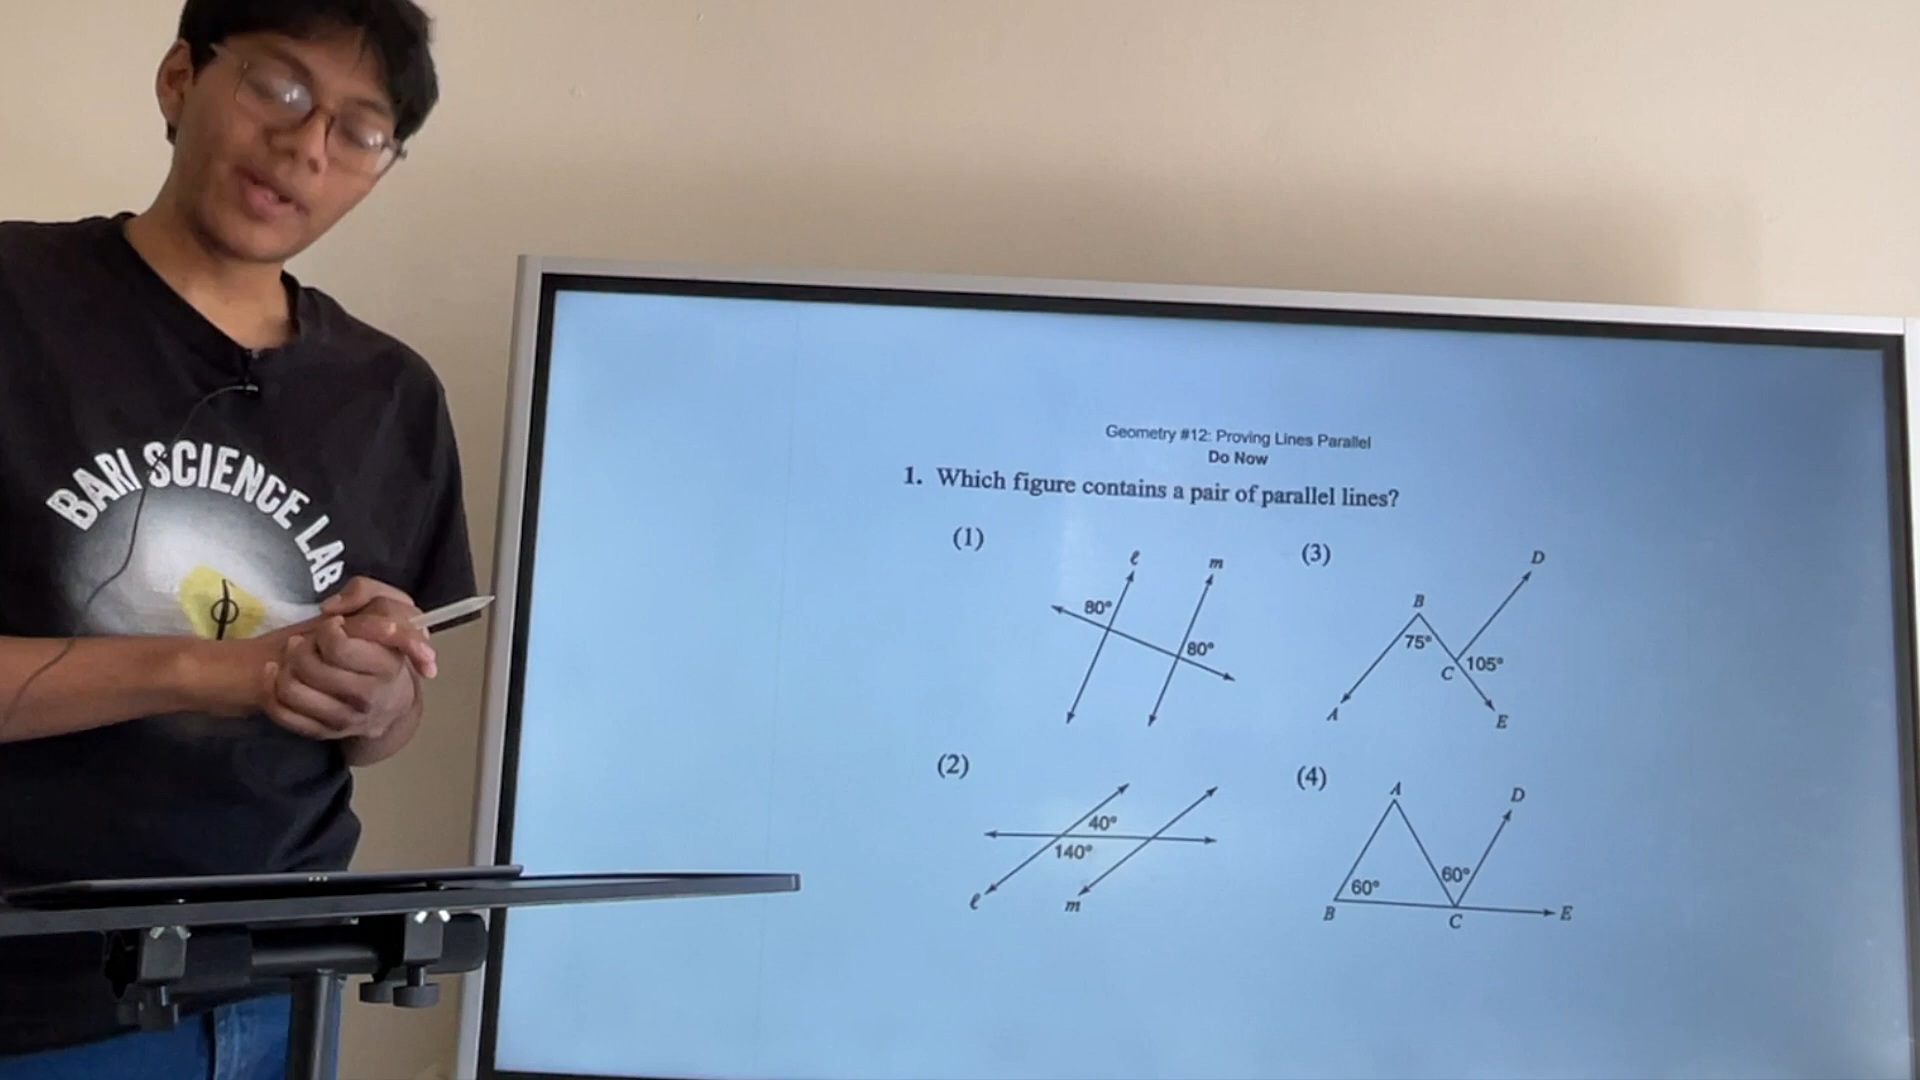 BARI SCIENCE LAB
Geometry #12: Proving Lines Parallel
Do Now
1. Which figure contains a pair of parallel lines?
(1)
ℓ
m
80°
80°
(3)
D
B
75°
C
105°
A
E
(2)
40°
140°
ℓ
m
(4)
A
D
60°
60°
B
C
E